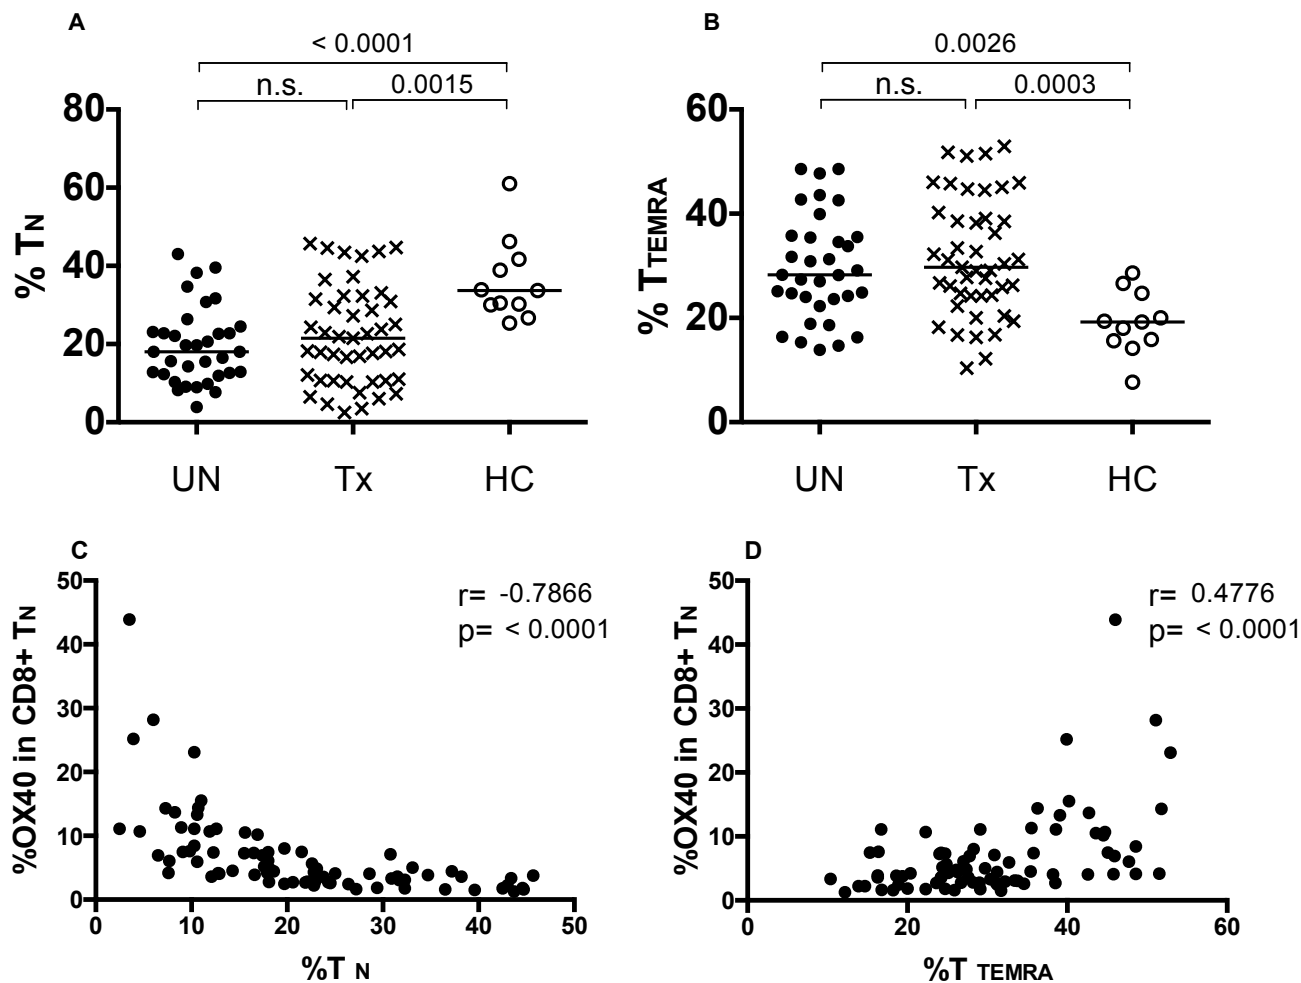 A
< 0.0001
n.s. 0.0015
% TN
80
60
40
20
0
UN Tx HC
B
0.0026
n.s. 0.0003
% TTEMRA
60
40
20
0
UN Tx HC
C
r= -0.7866
p= < 0.0001
%OX40 in CD8+ TN
50
40
30
20
10
0
0 10 20 30 40 50
%T N
D
r= 0.4776
p= < 0.0001
%OX40 in CD8+ TN
50
40
30
20
10
0
0 20 40 60
%T TEMRA